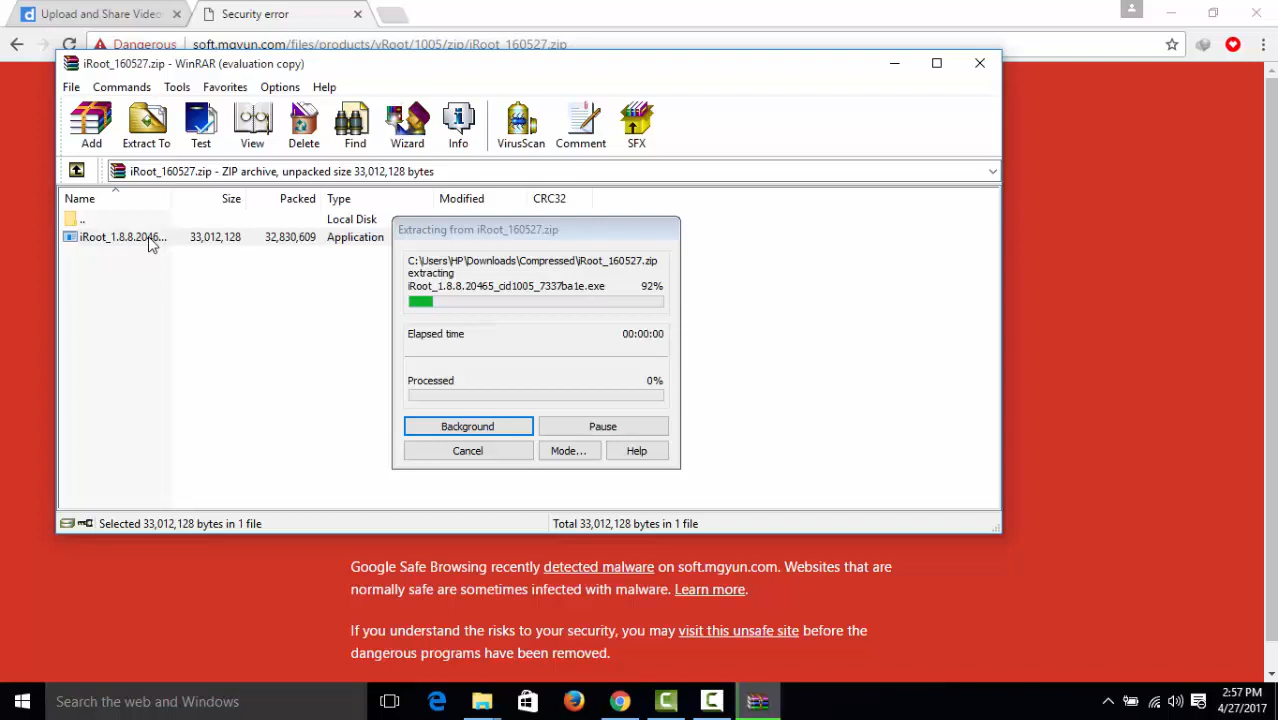 Upload and Share Video
Security error
Dangerous
soft.mgyun.com/files/products/vRoot/1005/zip/iRoot_160527.zip
iRoot_160527.zip - WinRAR (evaluation copy)
File Commands Tools Favorites Options Help
Add Extract To Test View Delete Find Wizard Info VirusScan Comment SFX
iRoot_160527.zip - ZIP archive, unpacked size 33,012,128 bytes
Name Size Packed Type Modified CRC32
.. Local Disk
iRoot_1.8.8.2046... 33,012,128 32,830,609 Application
Extracting from iRoot_160527.zip
C:\Users\HP\Downloads\Compressed\iRoot_160527.zip
extracting
iRoot_1.8.8.20465_cid1005_7337ba1e.exe 92%
Elapsed time 00:00:00
Processed 0%
Background Pause
Cancel Mode... Help
Selected 33,012,128 bytes in 1 file
Total 33,012,128 bytes in 1 file
Google Safe Browsing recently detected malware on soft.mgyun.com. Websites that are
normally safe are sometimes infected with malware. Learn more.
If you understand the risks to your security, you may visit this unsafe site before the
dangerous programs have been removed.
Search the web and Windows
2:57 PM
4/27/2017